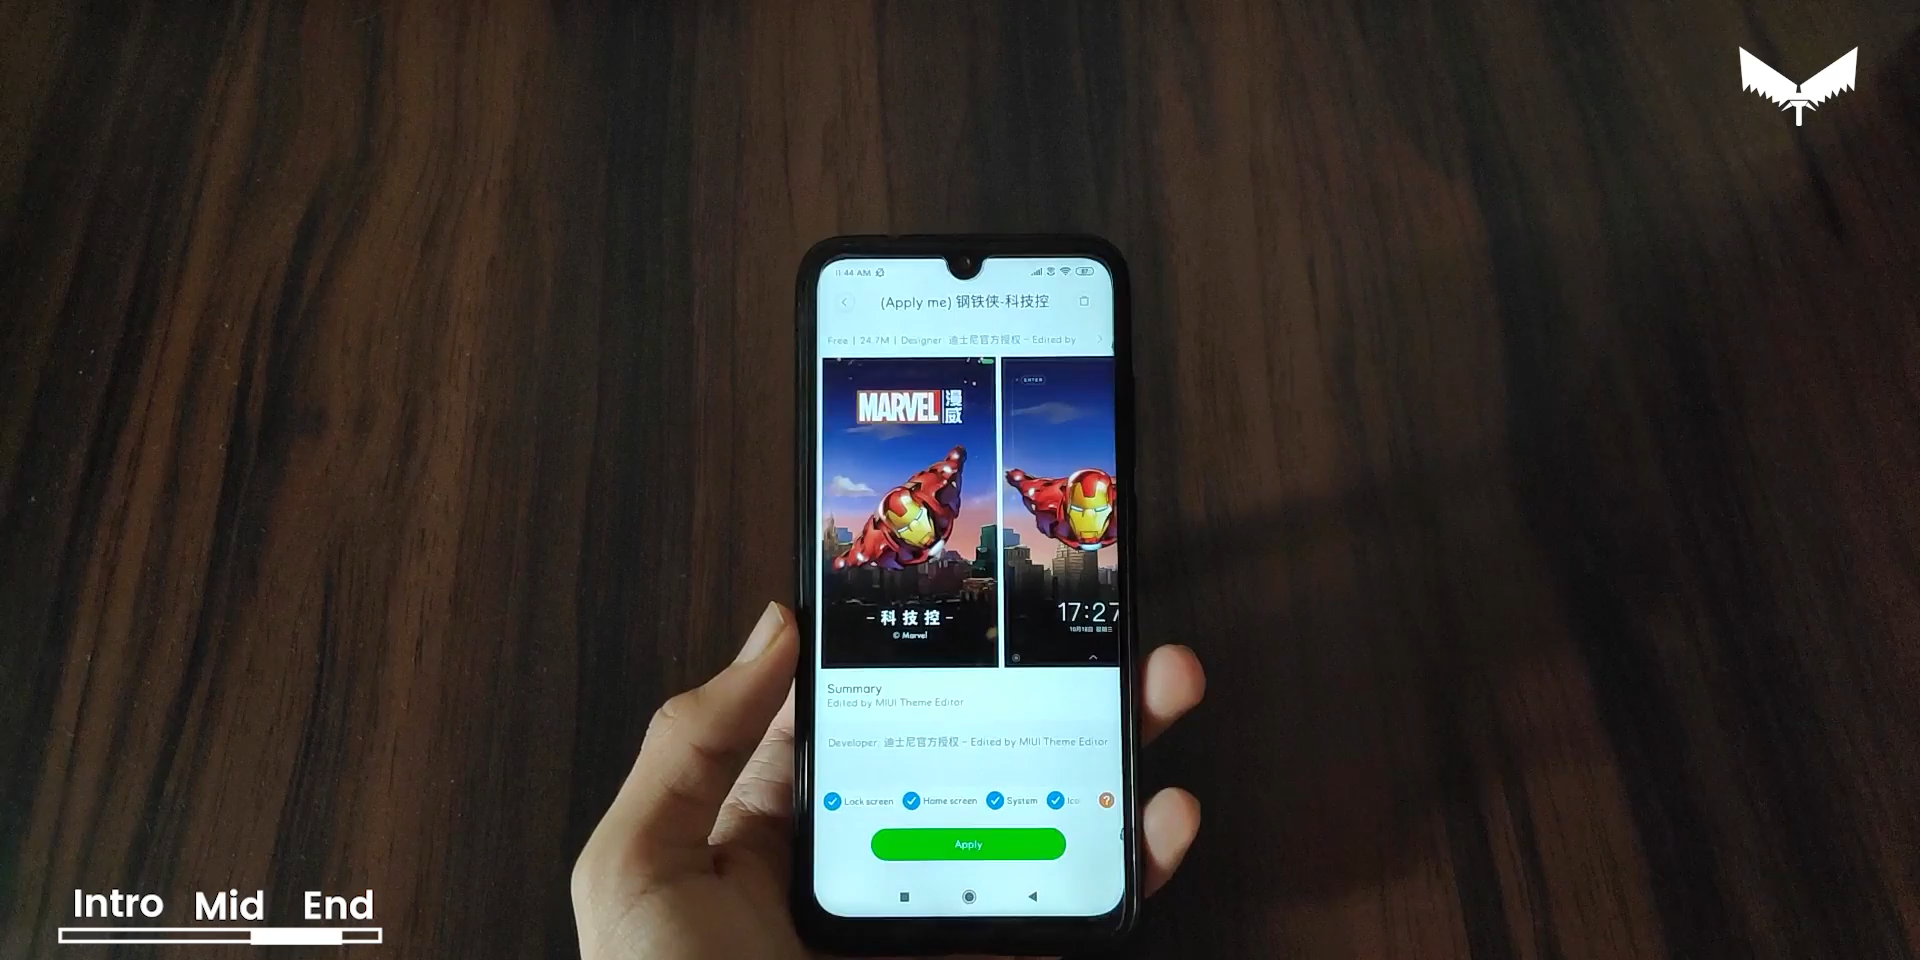 11:44 AM
87
(Apply me) 钢铁侠-科技控
Free | 24.7M | Designer: 迪士尼官方授权 - Edited by
MARVEL 漫威
ENTER
17:27
- 科技控 -
© Marvel
Summary
Edited by MIUI Theme Editor
Developer: 迪士尼官方授权 - Edited by MIUI Theme Editor
Lock screen Home screen System Ico ?
Apply
Intro Mid End